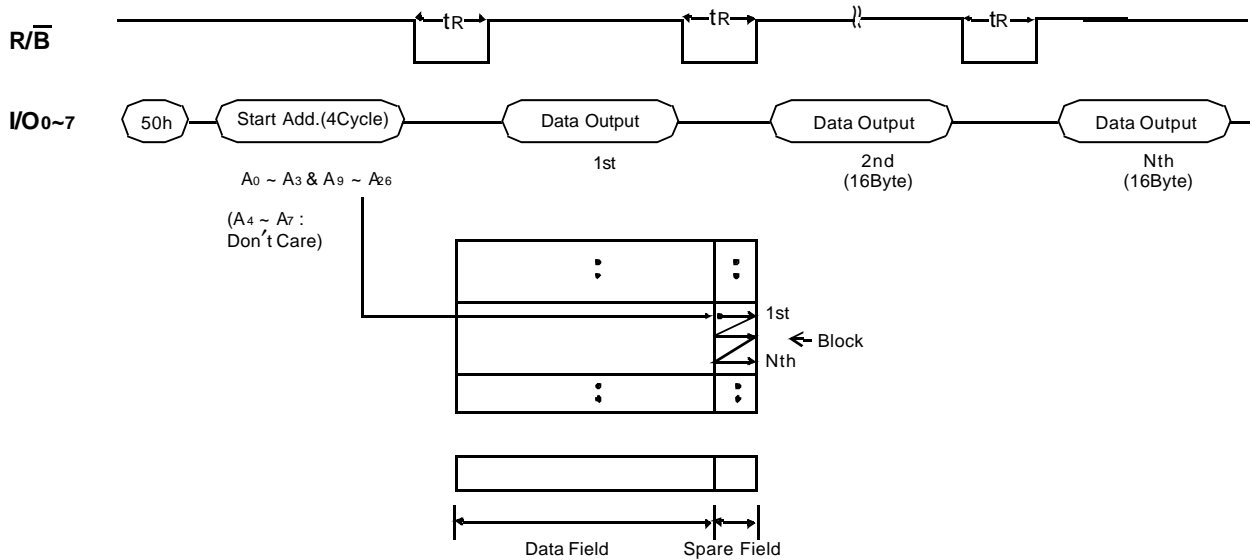 R/B̅ tR tR tR
I/O0~7 50h Start Add.(4Cycle) Data Output Data Output Data Output
1st 2nd Nth
(16Byte) (16Byte)
A0 ~ A3 & A9 ~ A26
(A4 ~ A7 :
Don't Care)
1st
Block
Nth
Data Field Spare Field